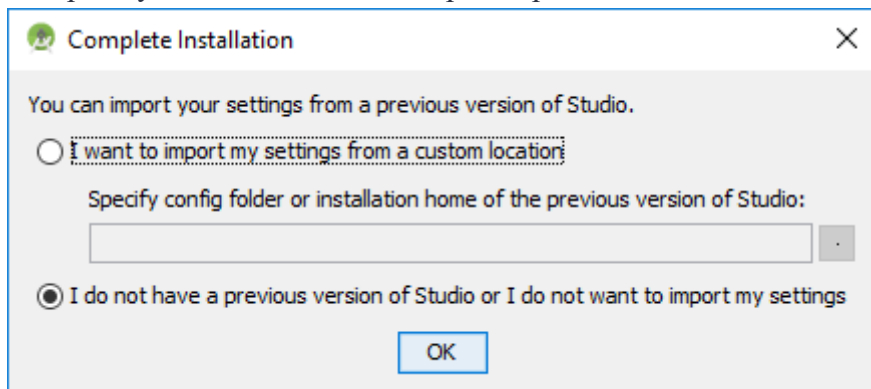 Complete Installation
You can import your settings from a previous version of Studio.
I want to import my settings from a custom location
Specify config folder or installation home of the previous version of Studio:
.
I do not have a previous version of Studio or I do not want to import my settings
OK